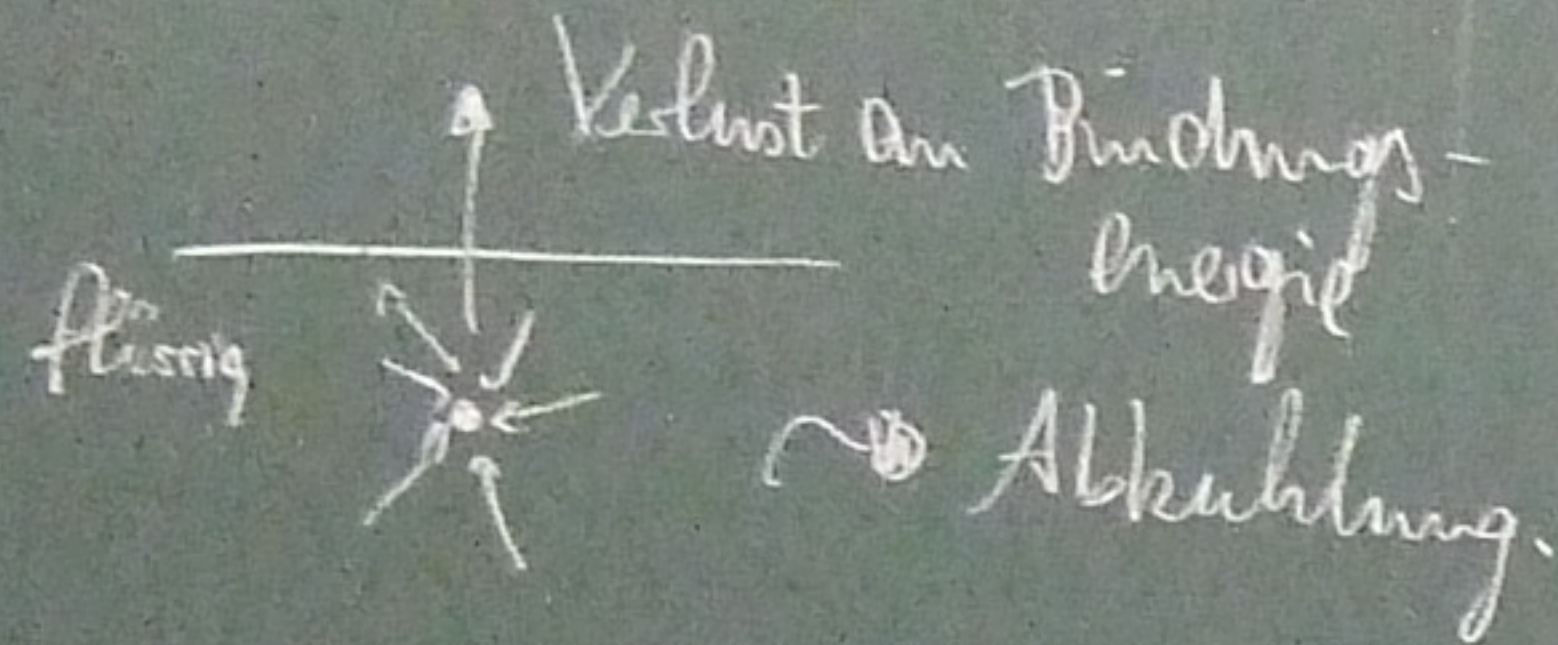 Verlust an Bindungs-
energie
flüssig
Abkühlung.